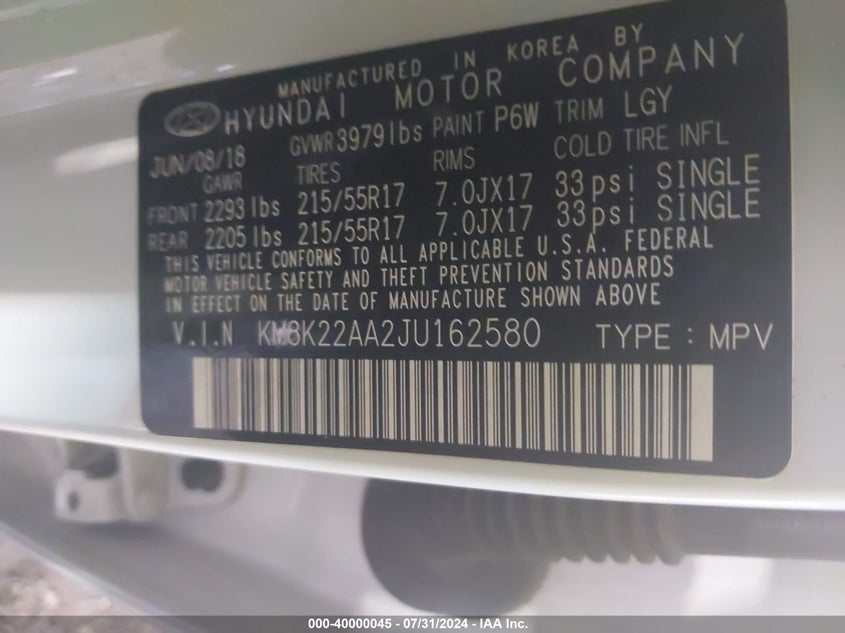 MANUFACTURED IN KOREA BY
HYUNDAI MOTOR COMPANY
JUN/08/18 GVWR 3979 lbs PAINT P6W TRIM LGY
GAWR TIRES RIMS COLD TIRE INFL
FRONT 2293 lbs 215/55R17 7.0JX17 33psi SINGLE
REAR 2205 lbs 215/55R17 7.0JX17 33psi SINGLE
THIS VEHICLE CONFORMS TO ALL APPLICABLE U.S.A. FEDERAL
MOTOR VEHICLE SAFETY AND THEFT PREVENTION STANDARDS
IN EFFECT ON THE DATE OF MANUFACTURE SHOWN ABOVE
V.I.N KM8K22AA2JU162580 TYPE : MPV
000-40000045 - 07/31/2024 - IAA Inc.